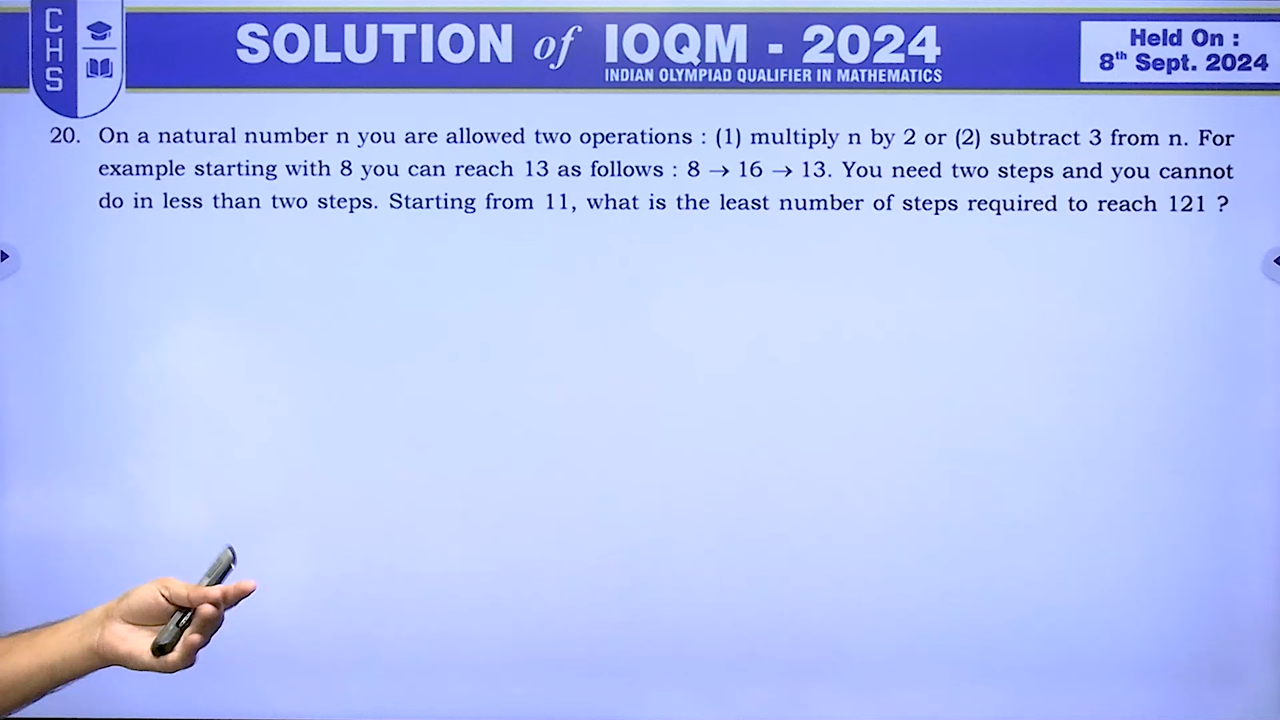 CHS
SOLUTION of IOQM - 2024
INDIAN OLYMPIAD QUALIFIER IN MATHEMATICS
Held On :
8th Sept. 2024
20. On a natural number n you are allowed two operations : (1) multiply n by 2 or (2) subtract 3 from n. For
example starting with 8 you can reach 13 as follows : 8 → 16 → 13. You need two steps and you cannot
do in less than two steps. Starting from 11, what is the least number of steps required to reach 121 ?